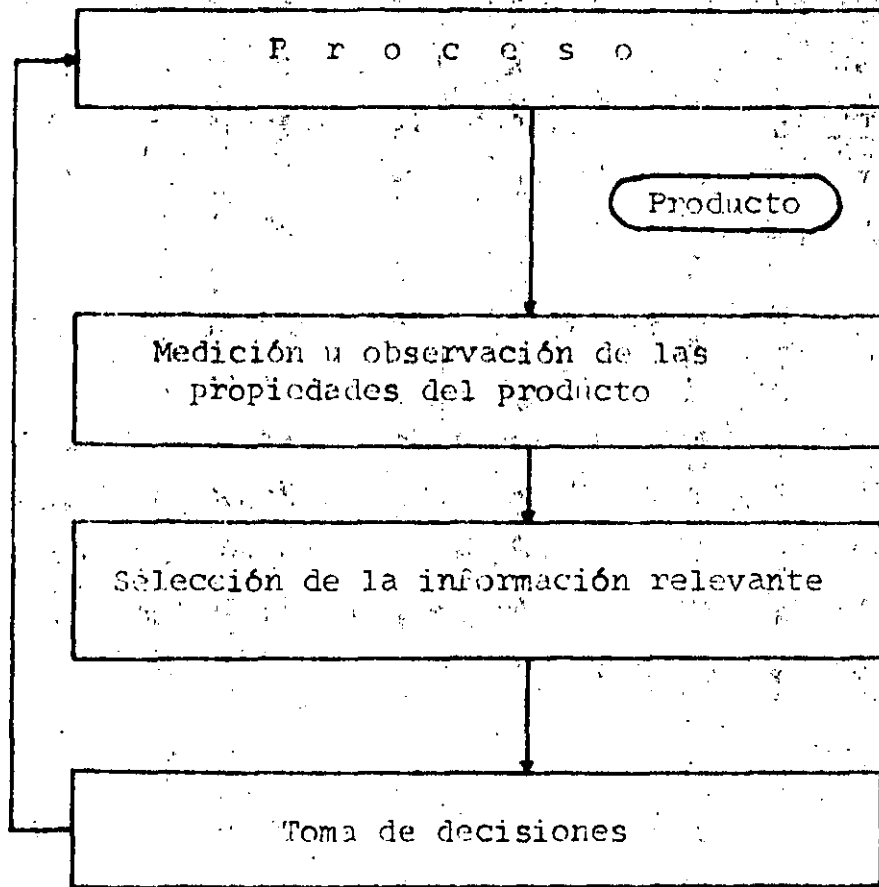 P r o c e s o
Producto
Medición u observación de las
propiedades del producto
Selección de la información relevante
Toma de decisiones